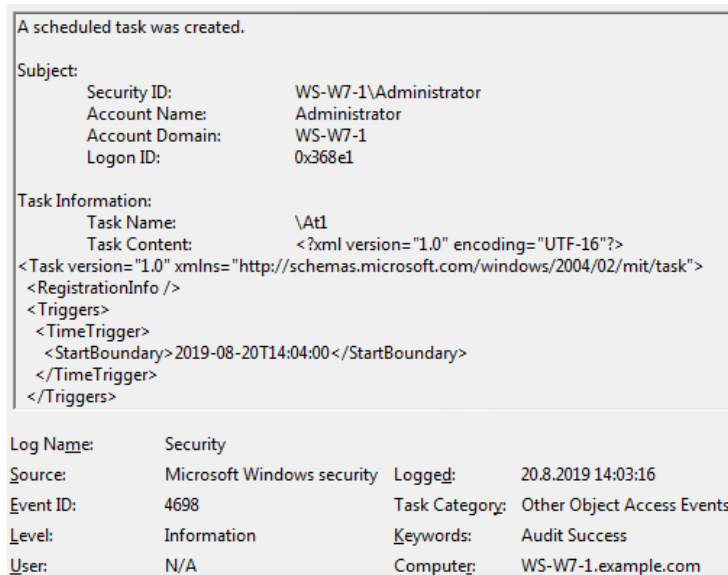 A scheduled task was created.
Subject:
Security ID: WS-W7-1\Administrator
Account Name: Administrator
Account Domain: WS-W7-1
Logon ID: 0x368e1
Task Information:
Task Name: \At1
Task Content: <?xml version="1.0" encoding="UTF-16"?>
<Task version="1.0" xmlns="http://schemas.microsoft.com/windows/2004/02/mit/task">
<RegistrationInfo />
<Triggers>
<TimeTrigger>
<StartBoundary>2019-08-20T14:04:00</StartBoundary>
</TimeTrigger>
</Triggers>
Log Name: Security
Source: Microsoft Windows security Logged: 20.8.2019 14:03:16
Event ID: 4698 Task Category: Other Object Access Events
Level: Information Keywords: Audit Success
User: N/A Computer: WS-W7-1.example.com